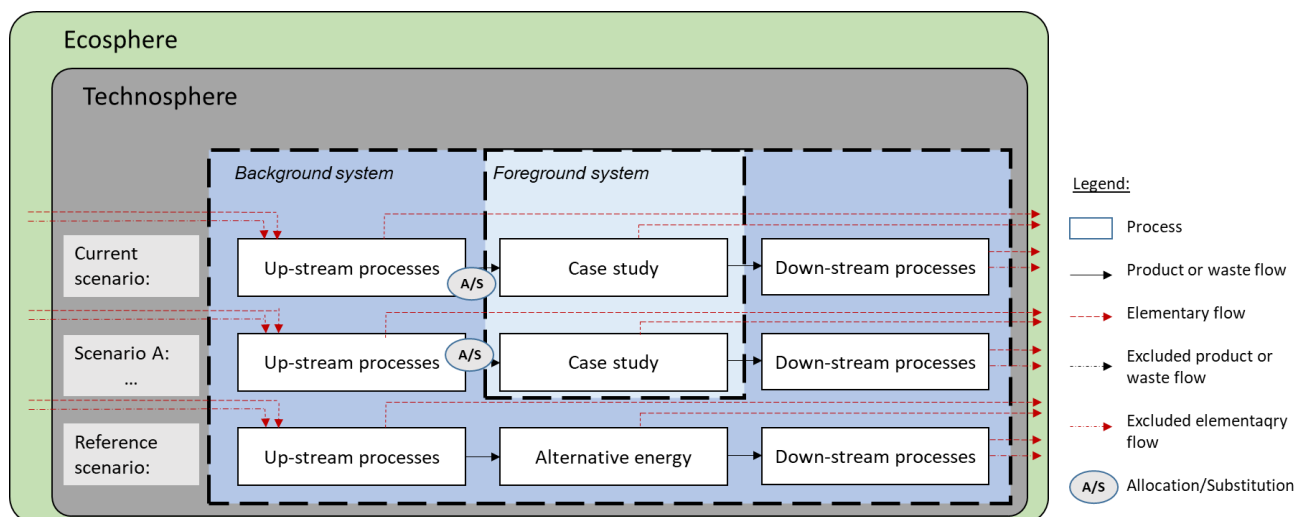 Ecosphere
Technosphere
Background system
Foreground system
Current
scenario:
Up-stream processes
A/S
Case study
Down-stream processes
Scenario A:
...
Up-stream processes
A/S
Case study
Down-stream processes
Reference
scenario:
Up-stream processes
Alternative energy
Down-stream processes
Legend:
Process
Product or waste flow
Elementary flow
Excluded product or
waste flow
Excluded elementaqry
flow
A/S
Allocation/Substitution